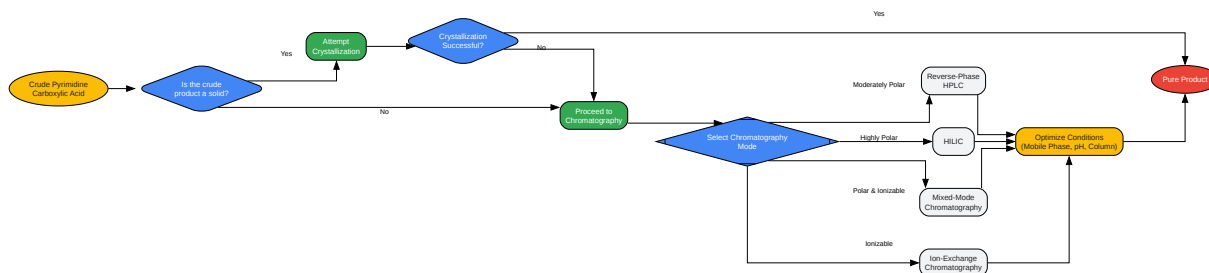 Yes
Crystallization
Successful?
Attempt
Crystallization
No
Yes
Crude Pyrimidine
Carboxylic Acid
Is the crude
product a solid?
No
Proceed to
Chromatography
Select Chromatography
Mode
Moderately Polar
Reverse-Phase
HPLC
Highly Polar
HILIC
Polar & Ionizable
Mixed-Mode
Chromatography
Ionizable
Ion-Exchange
Chromatography
Optimize Conditions
(Mobile Phase, pH, Column)
Pure Product